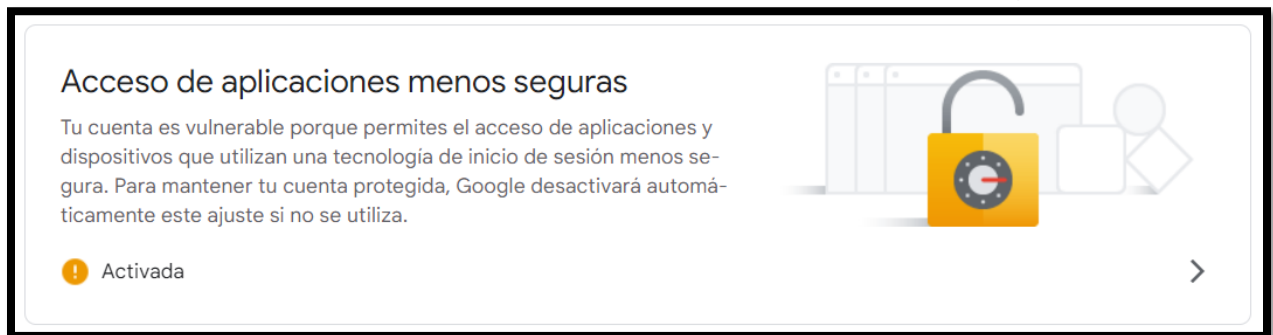 Acceso de aplicaciones menos seguras
Tu cuenta es vulnerable porque permites el acceso de aplicaciones y
dispositivos que utilizan una tecnología de inicio de sesión menos se-
gura. Para mantener tu cuenta protegida, Google desactivará automá-
ticamente este ajuste si no se utiliza.
Activada